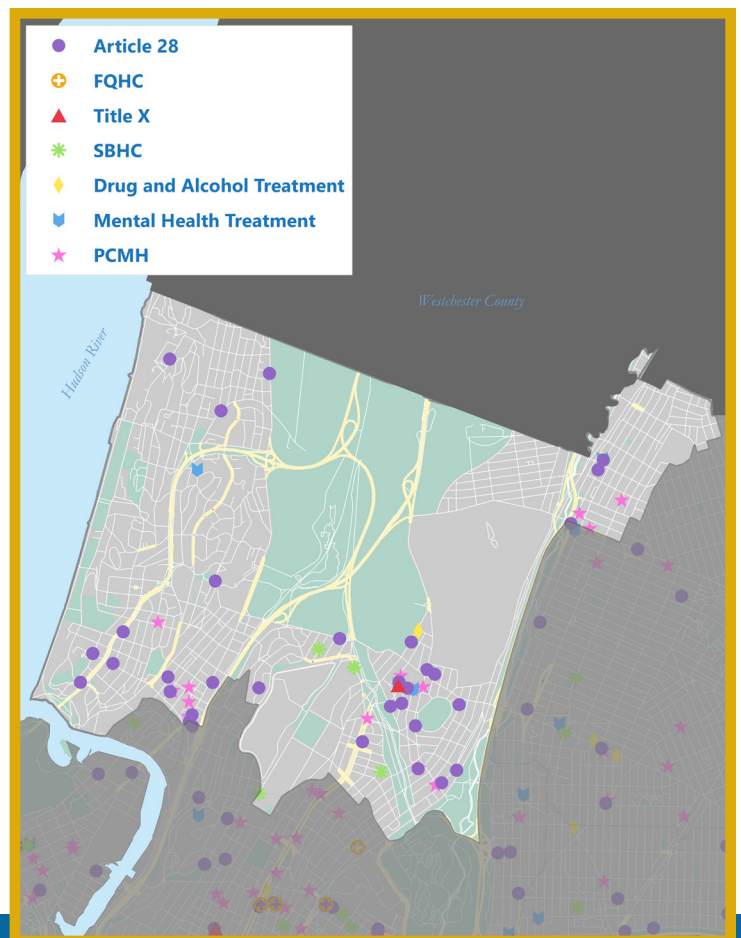 Article 28
FQHC
Title X
SBHC
Drug and Alcohol Treatment
Mental Health Treatment
PCMH
Westchester County
Hudson River